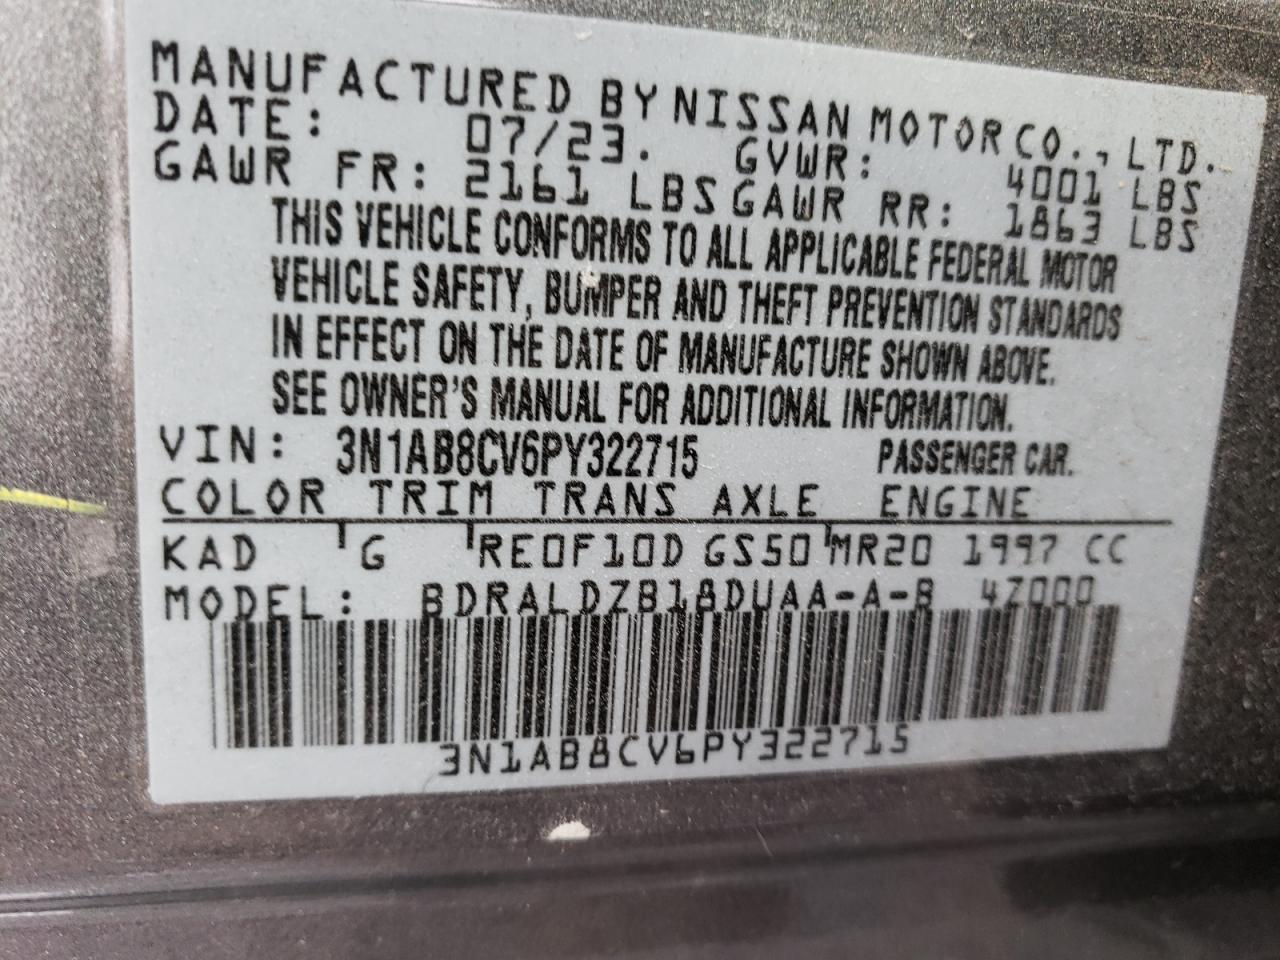 MANUFACTURED BY NISSAN MOTOR CO., LTD.
DATE: 07/23. GVWR: 4001 LBS
GAWR FR: 2161 LBS GAWR RR: 1863 LBS
THIS VEHICLE CONFORMS TO ALL APPLICABLE FEDERAL MOTOR
VEHICLE SAFETY, BUMPER AND THEFT PREVENTION STANDARDS
IN EFFECT ON THE DATE OF MANUFACTURE SHOWN ABOVE.
SEE OWNER'S MANUAL FOR ADDITIONAL INFORMATION.
VIN: 3N1AB8CV6PY322715 PASSENGER CAR.
COLOR TRIM TRANS AXLE ENGINE
KAD G RE0F10D GS50 MR20 1997 CC
MODEL: BDRALDZB18DUAA-A-B 4Z000
3N1AB8CV6PY322715